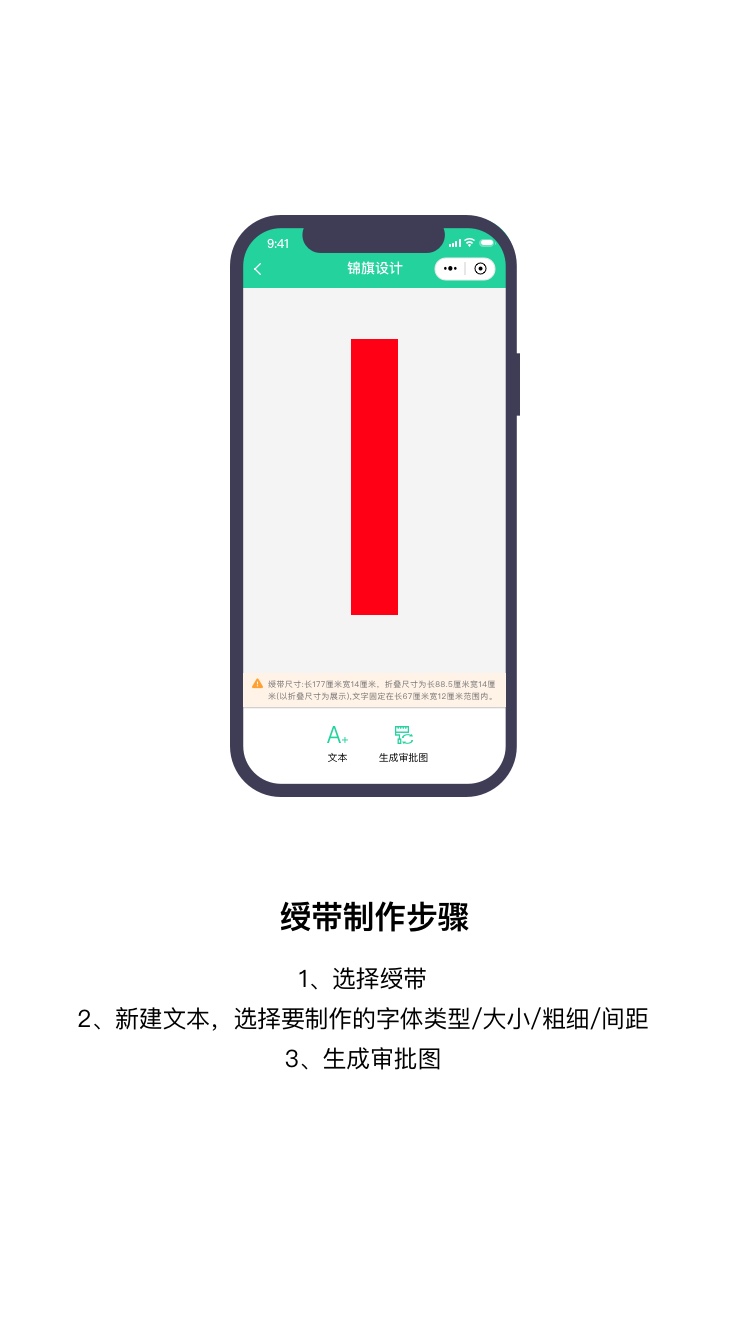 9:41
锦旗设计
绶带尺寸:长177厘米宽14厘米、折叠尺寸为长88.5厘米宽14厘
米(以折叠尺寸为展示),文字固定在长67厘米宽12厘米范围内。
A+
文本
生成审批图
绶带制作步骤
1、选择绶带
2、新建文本，选择要制作的字体类型/大小/粗细/间距
3、生成审批图